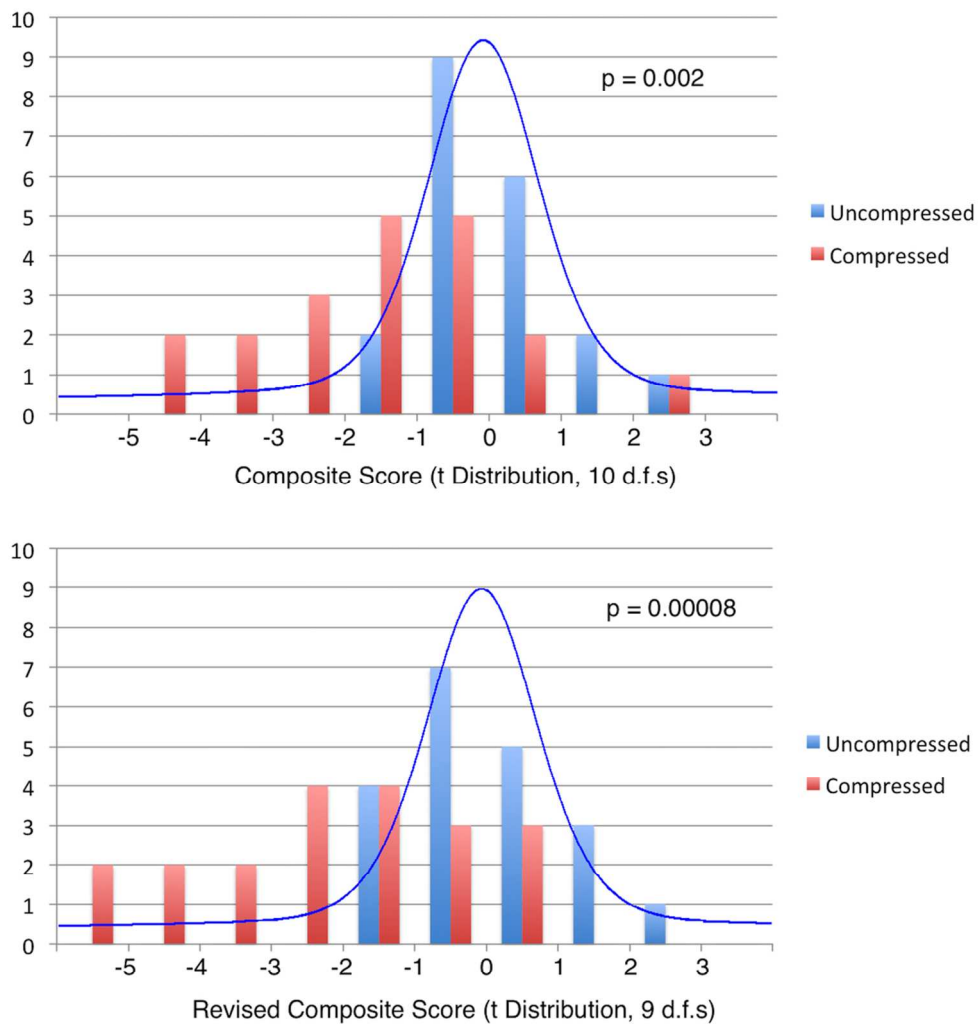 10
9
8
7
6
5
4
3
2
1
0
p = 0.002
Uncompressed
Compressed
-5 -4 -3 -2 -1 0 1 2 3
Composite Score (t Distribution, 10 d.f.s)
10
9
8
7
6
5
4
3
2
1
0
p = 0.00008
Uncompressed
Compressed
-5 -4 -3 -2 -1 0 1 2 3
Revised Composite Score (t Distribution, 9 d.f.s)